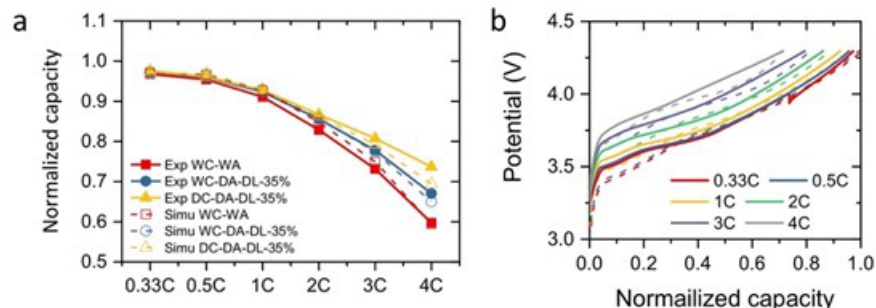 a
Normalized capacity
1.1
1.0
0.9
0.8
0.7
0.6
0.5
Exp WC-WA
Exp WC-DA-DL-35%
Exp DC-DA-DL-35%
Simu WC-WA
Simu WC-DA-DL-35%
Simu DC-DA-DL-35%
0.33C 0.5C 1C 2C 3C 4C
b
Potential (V)
4.5
4.0
3.5
3.0
0.33C 0.5C
1C 2C
3C 4C
0.0 0.2 0.4 0.6 0.8 1.0
Normailized capacity